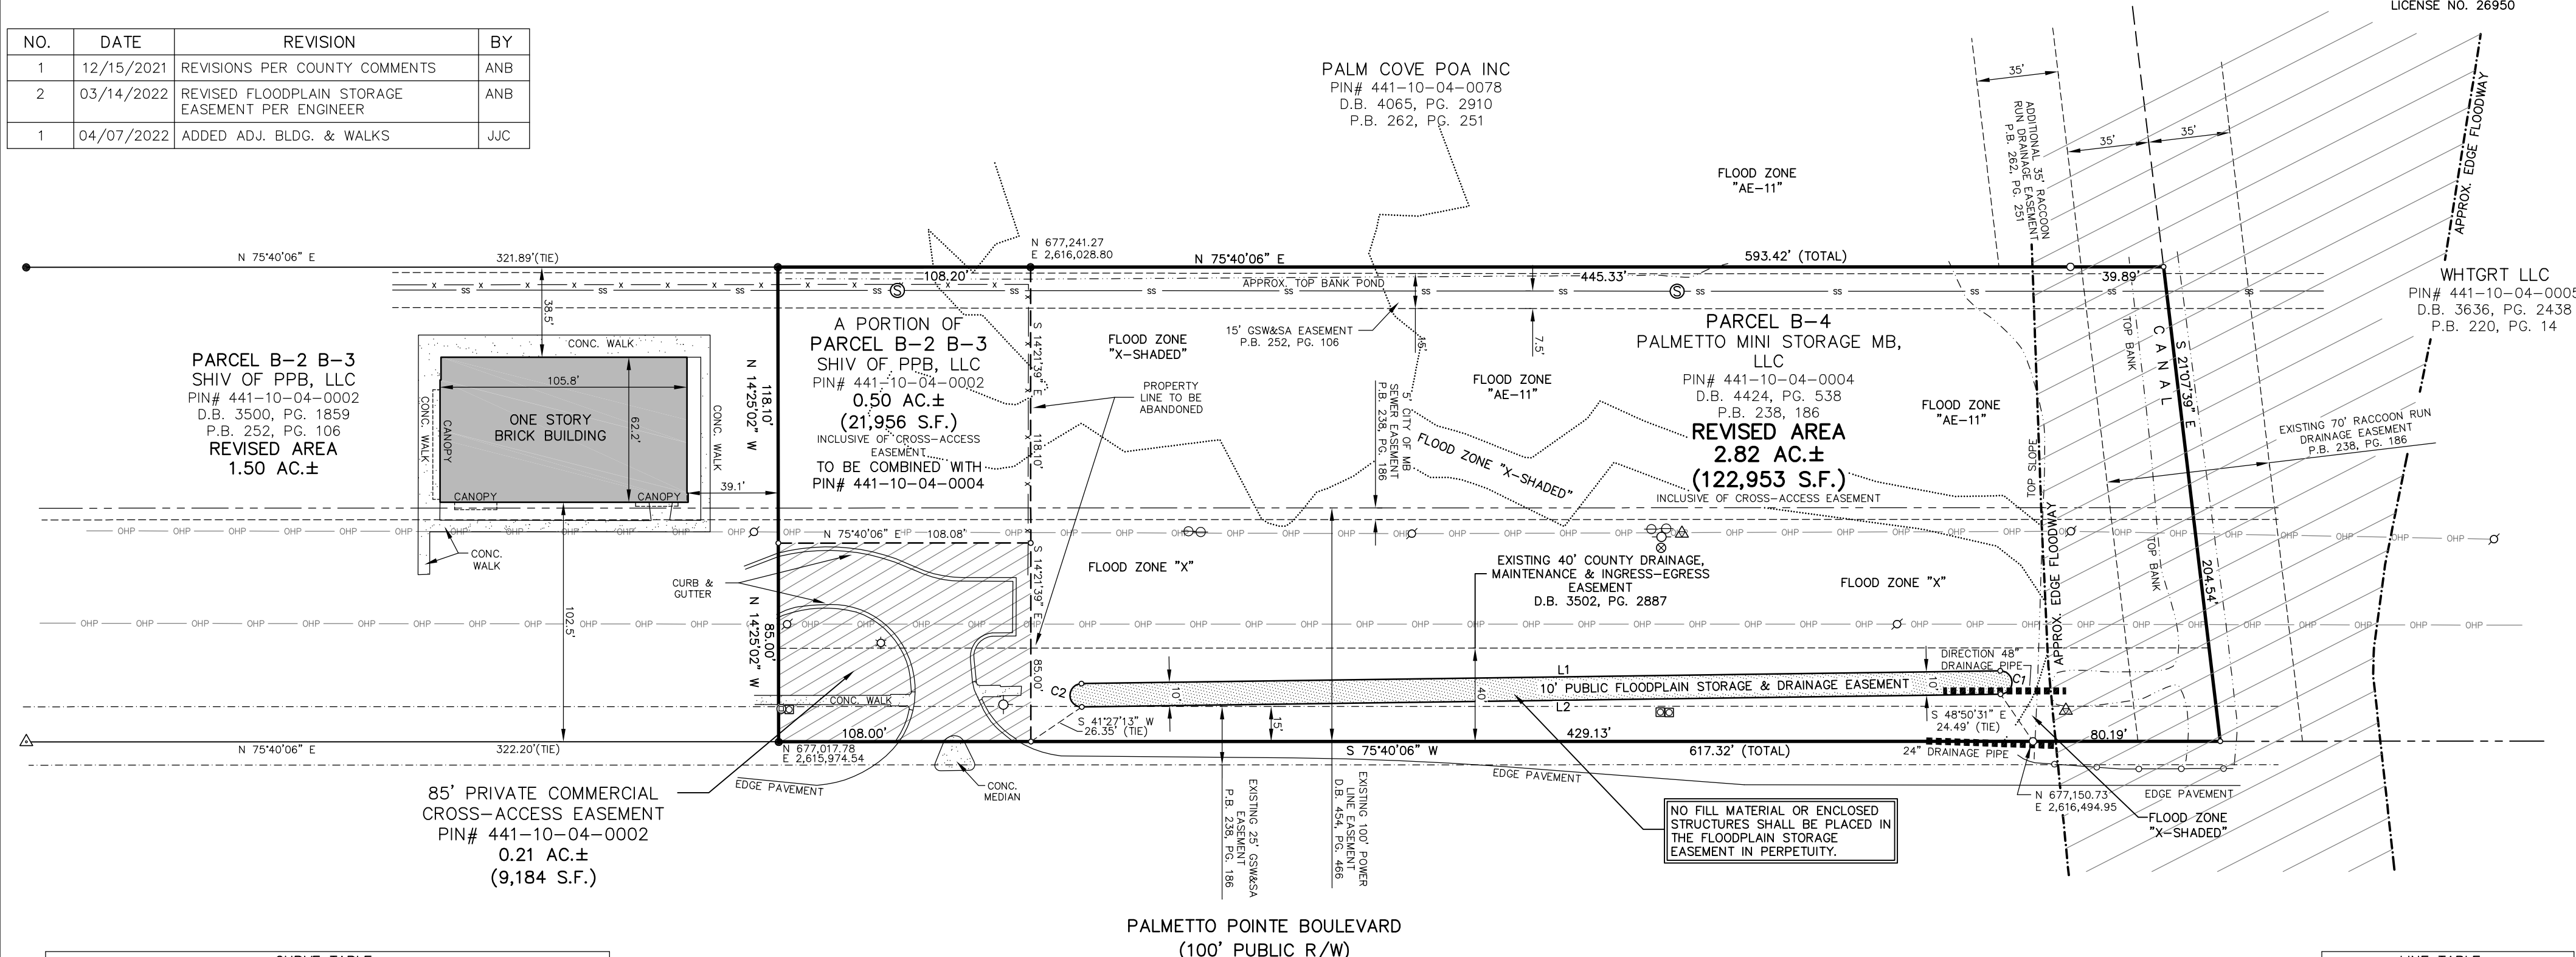 LICENSE NO. 26950
NO. DATE REVISION BY
1 12/15/2021 REVISIONS PER COUNTY COMMENTS ANB
2 03/14/2022 REVISED FLOODPLAIN STORAGE ANB
EASEMENT PER ENGINEER
1 04/07/2022 ADDED ADJ. BLDG. & WALKS JJC
PALM COVE POA INC
PIN# 441-10-04-0078
D.B. 4065, PG. 2910
P.B. 262, PG. 251
FLOOD ZONE
"AE-11"
35'
ADDITIONAL 35' RACCOON
RUN DRAINAGE EASEMENT
P.B. 262, PG. 251
35'
35'
APPROX. EDGE FLOODWAY
WHTGRT LLC
PIN# 441-10-04-0005
D.B. 3636, PG. 2438
P.B. 220, PG. 14
N 75°40'06" E
321.89'(TIE)
N 677,241.27
E 2,616,028.80
N 75°40'06" E
593.42' (TOTAL)
108.20'
445.33'
39.89'
APPROX. TOP BANK POND
38.5'
15' GSW&SA EASEMENT
P.B. 252, PG. 106
15'
7.5'
PARCEL B-2 B-3
SHIV OF PPB, LLC
PIN# 441-10-04-0002
D.B. 3500, PG. 1859
P.B. 252, PG. 106
REVISED AREA
1.50 AC.±
CONC. WALK
105.8'
ONE STORY
BRICK BUILDING
62.2'
CONC. WALK
CANOPY
CONC. WALK
CANOPY
CANOPY
39.1'
CONC.
WALK
102.5'
118.10'
N 14°25'02" W
A PORTION OF
PARCEL B-2 B-3
SHIV OF PPB, LLC
PIN# 441-10-04-0002
0.50 AC.±
(21,956 S.F.)
INCLUSIVE OF CROSS-ACCESS
EASEMENT
TO BE COMBINED WITH
PIN# 441-10-04-0004
S 14°21'39" E
118.10'
FLOOD ZONE
"X-SHADED"
PROPERTY
LINE TO BE
ABANDONED
FLOOD ZONE
"AE-11"
5' CITY OF MB
SEWER EASEMENT
P.B. 238, PG. 186
FLOOD ZONE "X-SHADED"
PARCEL B-4
PALMETTO MINI STORAGE MB,
LLC
PIN# 441-10-04-0004
D.B. 4424, PG. 538
P.B. 238, 186
REVISED AREA
2.82 AC.±
(122,953 S.F.)
INCLUSIVE OF CROSS-ACCESS EASEMENT
FLOOD ZONE
"AE-11"
TOP SLOPE
TOP BANK
CANAL
S 21°07'39" E
204.54'
TOP BANK
EXISTING 70' RACCOON RUN
DRAINAGE EASEMENT
P.B. 238, PG. 186
N 75°40'06" E
108.08'
CURB &
GUTTER
85.00'
N 14°25'02" W
S 14°21'39" E
85.00'
FLOOD ZONE "X"
EXISTING 40' COUNTY DRAINAGE,
MAINTENANCE & INGRESS-EGRESS
EASEMENT
D.B. 3502, PG. 2887
FLOOD ZONE "X"
APPROX. EDGE FLOODWAY
DIRECTION 48"
DRAINAGE PIPE
L1
C2
10'
40'
10' PUBLIC FLOODPLAIN STORAGE & DRAINAGE EASEMENT
10'
C1
L2
CONC. WALK
S 41°27'13" W
26.35' (TIE)
15'
S 48°50'31" E
24.49' (TIE)
N 75°40'06" E
322.20'(TIE)
108.00'
N 677,017.78
E 2,615,974.54
429.13'
S 75°40'06" W
617.32' (TOTAL)
80.19'
24" DRAINAGE PIPE
EDGE PAVEMENT
CONC.
MEDIAN
EDGE PAVEMENT
N 677,150.73
E 2,616,494.95
EDGE PAVEMENT
FLOOD ZONE
"X-SHADED"
85' PRIVATE COMMERCIAL
CROSS-ACCESS EASEMENT
PIN# 441-10-04-0002
0.21 AC.±
(9,184 S.F.)
EXISTING 25' GSW&SA
EASEMENT
P.B. 238, PG. 186
EXISTING 100' POWER
LINE EASEMENT
D.B. 454, PG. 466
NO FILL MATERIAL OR ENCLOSED
STRUCTURES SHALL BE PLACED IN
THE FLOODPLAIN STORAGE
EASEMENT IN PERPETUITY.
PALMETTO POINTE BOULEVARD
(100' PUBLIC R/W)